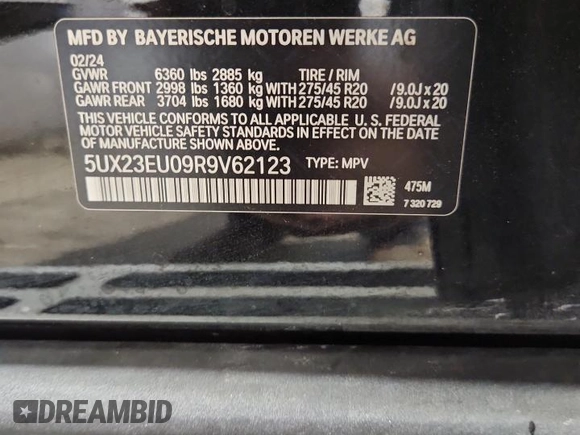 MFD BY BAYERISCHE MOTOREN WERKE AG
02/24
GVWR 6360 lbs 2885 kg TIRE / RIM
GAWR FRONT 2998 lbs 1360 kg WITH 275/45 R20 / 9.0J x 20
GAWR REAR 3704 lbs 1680 kg WITH 275/45 R20 / 9.0J x 20
THIS VEHICLE CONFORMS TO ALL APPLICABLE U. S. FEDERAL
MOTOR VEHICLE SAFETY STANDARDS IN EFFECT ON THE DATE OF
MANUFACTURE SHOWN ABOVE.
5UX23EU09R9V62123 TYPE: MPV
475M
7 320 729
DREAMBID